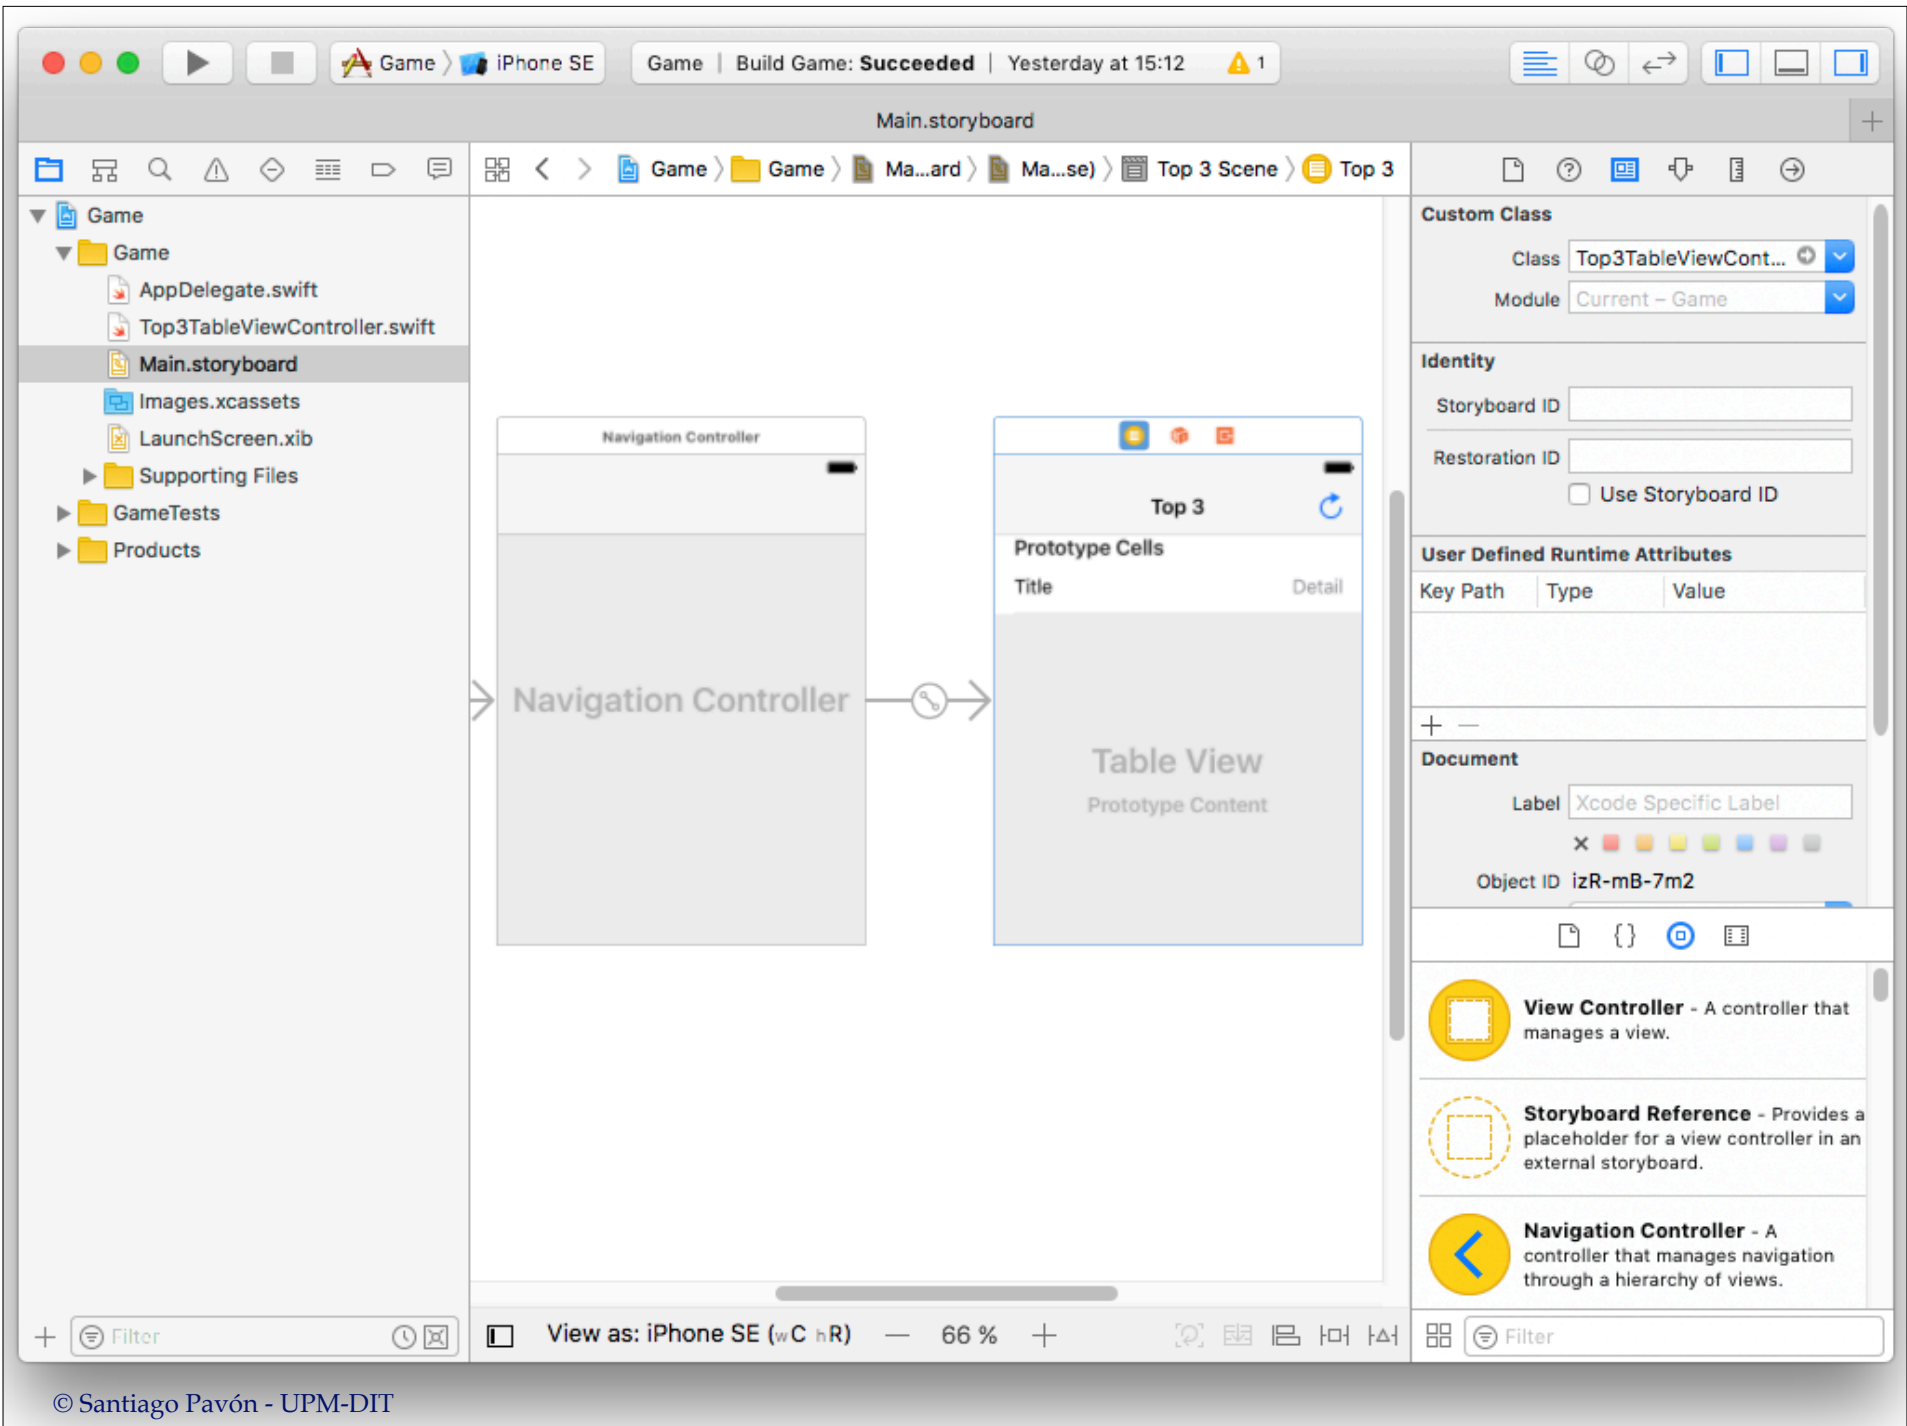 Game 〉 iPhone SE
Game | Build Game: Succeeded | Yesterday at 15:12 1
Main.storyboard
Game 〉 Game 〉 Ma...ard 〉 Ma...se) 〉 Top 3 Scene 〉 Top 3
Game
Game
AppDelegate.swift
Top3TableViewController.swift
Main.storyboard
Images.xcassets
LaunchScreen.xib
Supporting Files
GameTests
Products
Filter
Navigation Controller
Navigation Controller
Top 3
Prototype Cells
Title Detail
Table View
Prototype Content
View as: iPhone SE (wC hR) — 66 % +
Custom Class
Class Top3TableViewCont...
Module Current – Game
Identity
Storyboard ID
Restoration ID
Use Storyboard ID
User Defined Runtime Attributes
Key Path Type Value
+ —
Document
Label Xcode Specific Label
Object ID izR-mB-7m2
{ }
View Controller - A controller that
manages a view.
Storyboard Reference - Provides a
placeholder for a view controller in an
external storyboard.
Navigation Controller - A
controller that manages navigation
through a hierarchy of views.
Filter
© Santiago Pavón - UPM-DIT